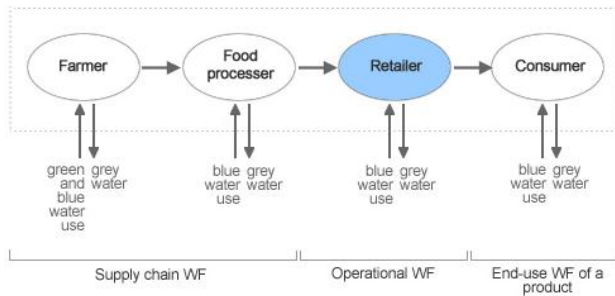 Farmer
Food
processer
Retailer
Consumer
green
and
blue
water
use
grey
water
blue
water
use
grey
water
blue
water
use
grey
water
blue
water
use
grey
water
Supply chain WF
Operational WF
End-use WF of a
product